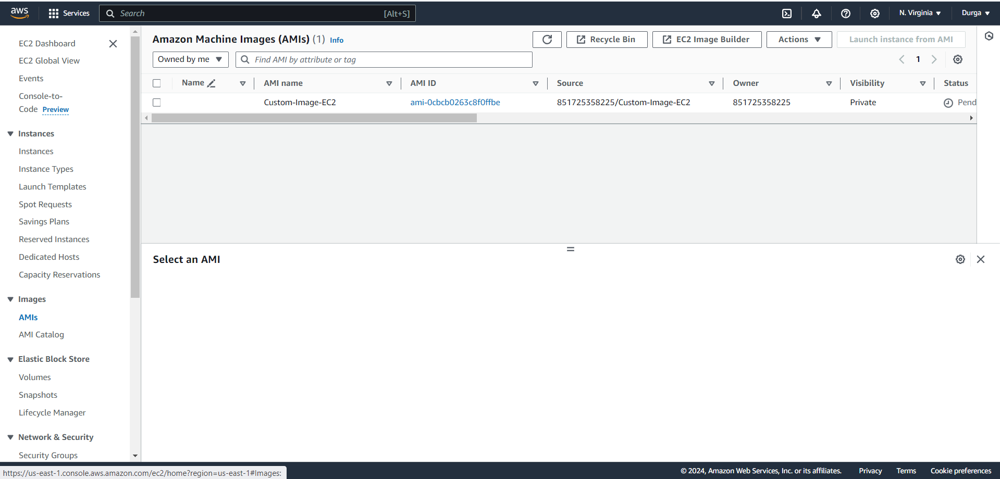 aws Services Search [Alt+S] N. Virginia Durga
EC2 Dashboard
EC2 Global View
Events
Console-to-
Code Preview
Instances
Instances
Instance Types
Launch Templates
Spot Requests
Savings Plans
Reserved Instances
Dedicated Hosts
Capacity Reservations
Images
AMIs
AMI Catalog
Elastic Block Store
Volumes
Snapshots
Lifecycle Manager
Network & Security
Security Groups
Amazon Machine Images (AMIs) (1) Info Recycle Bin EC2 Image Builder Actions Launch instance from AMI
Owned by me Find AMI by attribute or tag 1
Name AMI name AMI ID Source Owner Visibility Status
Custom-Image-EC2 ami-0cbcb0263c8f0ffbe 851725358225/Custom-Image-EC2 851725358225 Private Pend
Select an AMI
https://us-east-1.console.aws.amazon.com/ec2/home?region=us-east-1#Images:
© 2024, Amazon Web Services, Inc. or its affiliates. Privacy Terms Cookie preferences